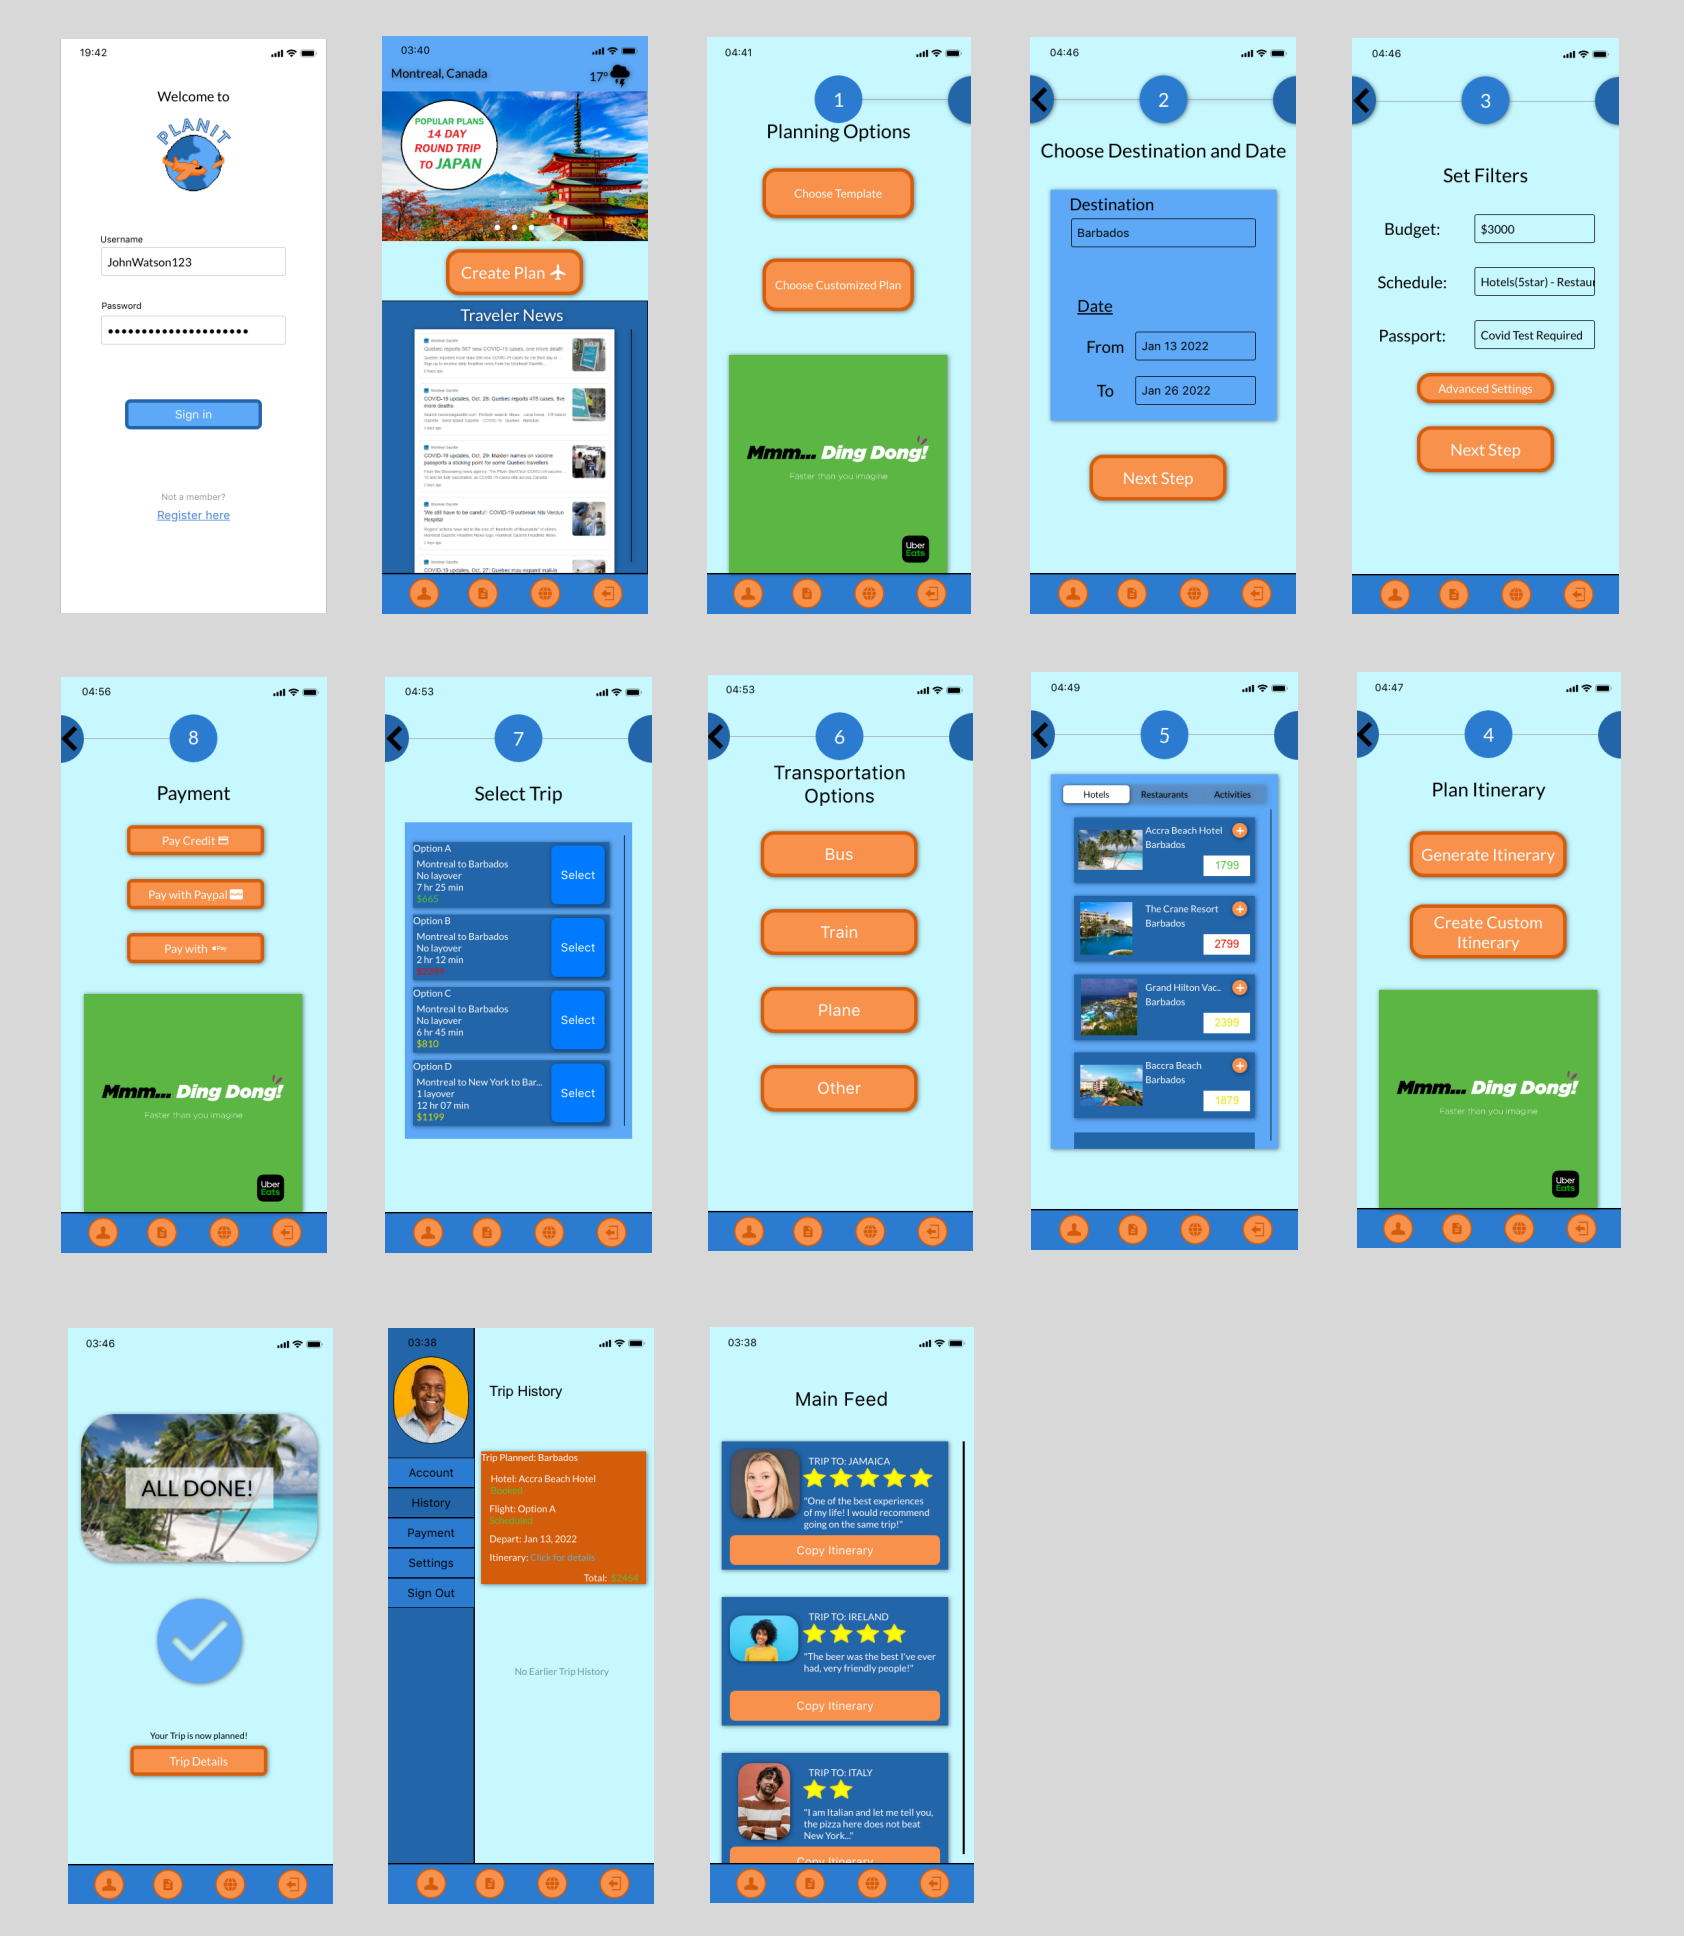 19:42
Welcome to
PLANIT
Username
JohnWatson123
Password
Sign in
Not a member?
Register here
03:40
Montreal, Canada
17°
POPULAR PLANS
14 DAY
ROUND TRIP
TO JAPAN
Create Plan
Traveler News
Montreal Gazette
Quebec reports 567 new COVID-19 cases, one more death
Montreal Gazette
COVID-19 updates, Oct. 28: Quebec reports 478 cases, five
more deaths
Montreal Gazette
COVID-19 updates, Oct. 29: Maiden names on vaccine
passports a sticking point for some Quebec travellers
Montreal Gazette
'We still have to be careful': COVID-19 outbreak hits Verdun
Hospital
Montreal Gazette
COVID-19 updates, Oct. 27: Quebec may expand mail-in
04:41
1
Planning Options
Choose Template
Choose Customized Plan
Mmm... Ding Dong!
Faster than you imagine
Uber
Eats
04:46
2
Choose Destination and Date
Destination
Barbados
Date
From Jan 13 2022
To Jan 26 2022
Next Step
04:46
3
Set Filters
Budget: $3000
Schedule: Hotels(5star) - Restaur
Passport: Covid Test Required
Advanced Settings
Next Step
04:56
8
Payment
Pay Credit
Pay with Paypal
Pay with Pay
Mmm... Ding Dong!
Faster than you imagine
Uber
Eats
04:53
7
Select Trip
Option A
Montreal to Barbados
No layover
7 hr 25 min
$665
Select
Option B
Montreal to Barbados
No layover
2 hr 12 min
Select
Option C
Montreal to Barbados
No layover
6 hr 45 min
$810
Select
Option D
Montreal to New York to Bar...
1 layover
12 hr 07 min
$1199
Select
04:53
6
Transportation
Options
Bus
Train
Plane
Other
04:49
5
Hotels Restaurants Activities
Accra Beach Hotel
Barbados
1799
The Crane Resort
Barbados
2799
Grand Hilton Vac..
Barbados
2399
Baccra Beach
Barbados
1879
04:47
4
Plan Itinerary
Generate Itinerary
Create Custom
Itinerary
Mmm... Ding Dong!
Faster than you imagine
Uber
Eats
03:46
ALL DONE!
Your Trip is now planned!
Trip Details
03:38
Account
History
Payment
Settings
Sign Out
Trip History
Trip Planned: Barbados
Hotel: Accra Beach Hotel
Booked
Flight: Option A
Scheduled
Depart: Jan 13, 2022
Itinerary: Click for details
Total: $2464
No Earlier Trip History
03:38
Main Feed
TRIP TO: JAMAICA
"One of the best experiences
of my life! I would recommend
going on the same trip!"
Copy Itinerary
TRIP TO: IRELAND
"The beer was the best I've ever
had, very friendly people!"
Copy Itinerary
TRIP TO: ITALY
"I am Italian and let me tell you,
the pizza here does not beat
New York..."
Copy Itinerary